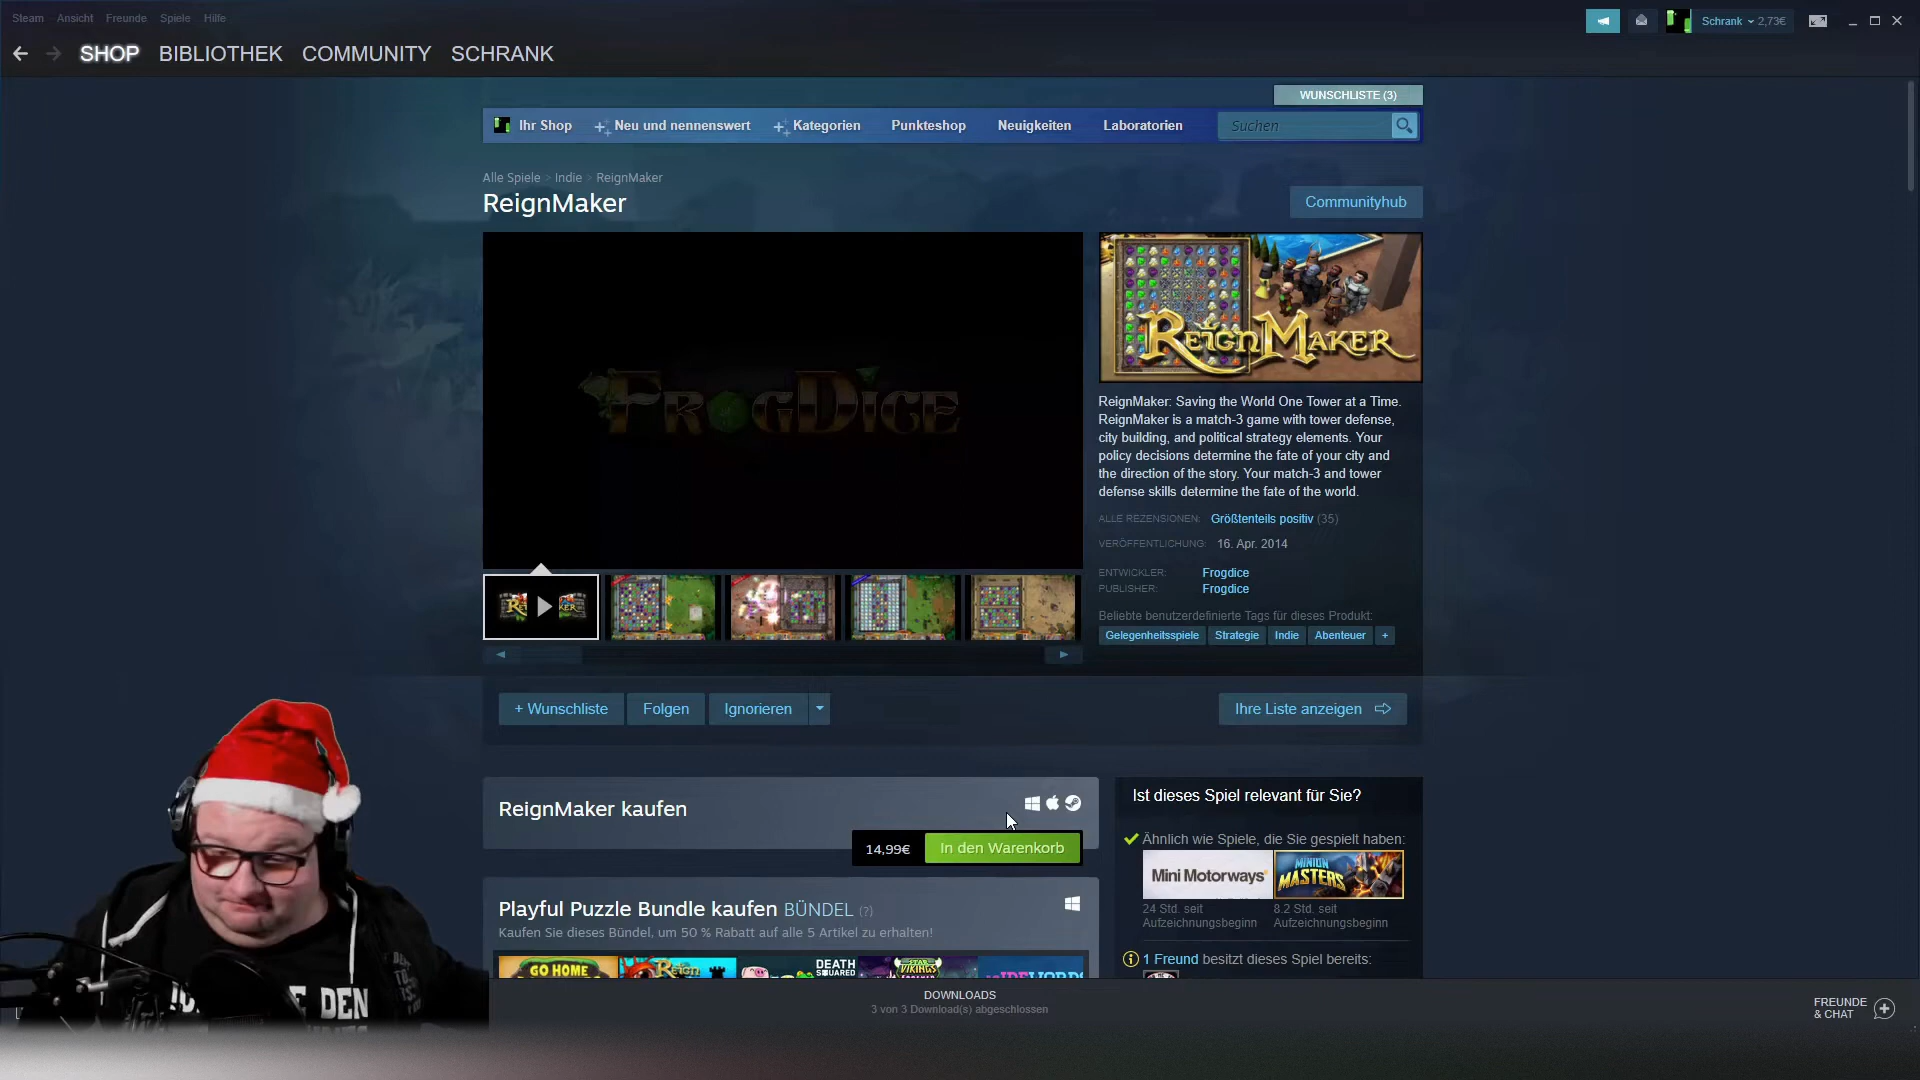 Steam Ansicht Freunde Spiele Hilfe
Schrank 2,73€
SHOP BIBLIOTHEK COMMUNITY SCHRANK
WUNSCHLISTE (3)
Ihr Shop Neu und nennenswert Kategorien Punkteshop Neuigkeiten Laboratorien Suchen
Alle Spiele > Indie > ReignMaker
ReignMaker
Communityhub
FROGDICE
REIGNMAKER
ReignMaker: Saving the World One Tower at a Time.
ReignMaker is a match-3 game with tower defense,
city building, and political strategy elements. Your
policy decisions determine the fate of your city and
the direction of the story. Your match-3 and tower
defense skills determine the fate of the world.
ALLE REZENSIONEN: Größtenteils positiv (35)
VERÖFFENTLICHUNG: 16. Apr. 2014
ENTWICKLER: Frogdice
PUBLISHER: Frogdice
Beliebte benutzerdefinierte Tags für dieses Produkt:
Gelegenheitsspiele Strategie Indie Abenteuer +
+ Wunschliste Folgen Ignorieren
Ihre Liste anzeigen
ReignMaker kaufen
14,99€ In den Warenkorb
Playful Puzzle Bundle kaufen BÜNDEL (?)
Kaufen Sie dieses Bündel, um 50 % Rabatt auf alle 5 Artikel zu erhalten!
GO HOME
REIGN
DEATH
SQUARED
VIKINGS
Ist dieses Spiel relevant für Sie?
Ähnlich wie Spiele, die Sie gespielt haben:
Mini Motorways
MINION
MASTERS
24 Std. seit
Aufzeichnungsbeginn
8.2 Std. seit
Aufzeichnungsbeginn
1 Freund besitzt dieses Spiel bereits:
DEN
DOWNLOADS
3 von 3 Download(s) abgeschlossen
FREUNDE
& CHAT